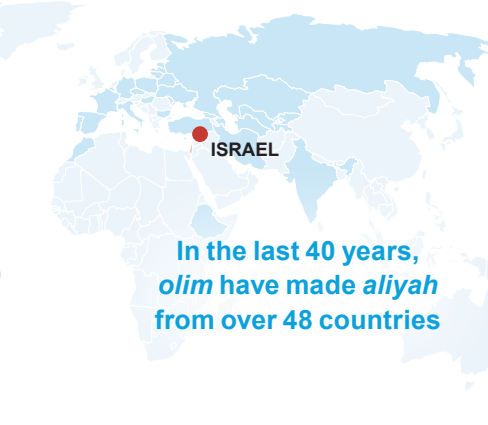 ISRAEL
In the last 40 years,
olim have made aliyah
from over 48 countries